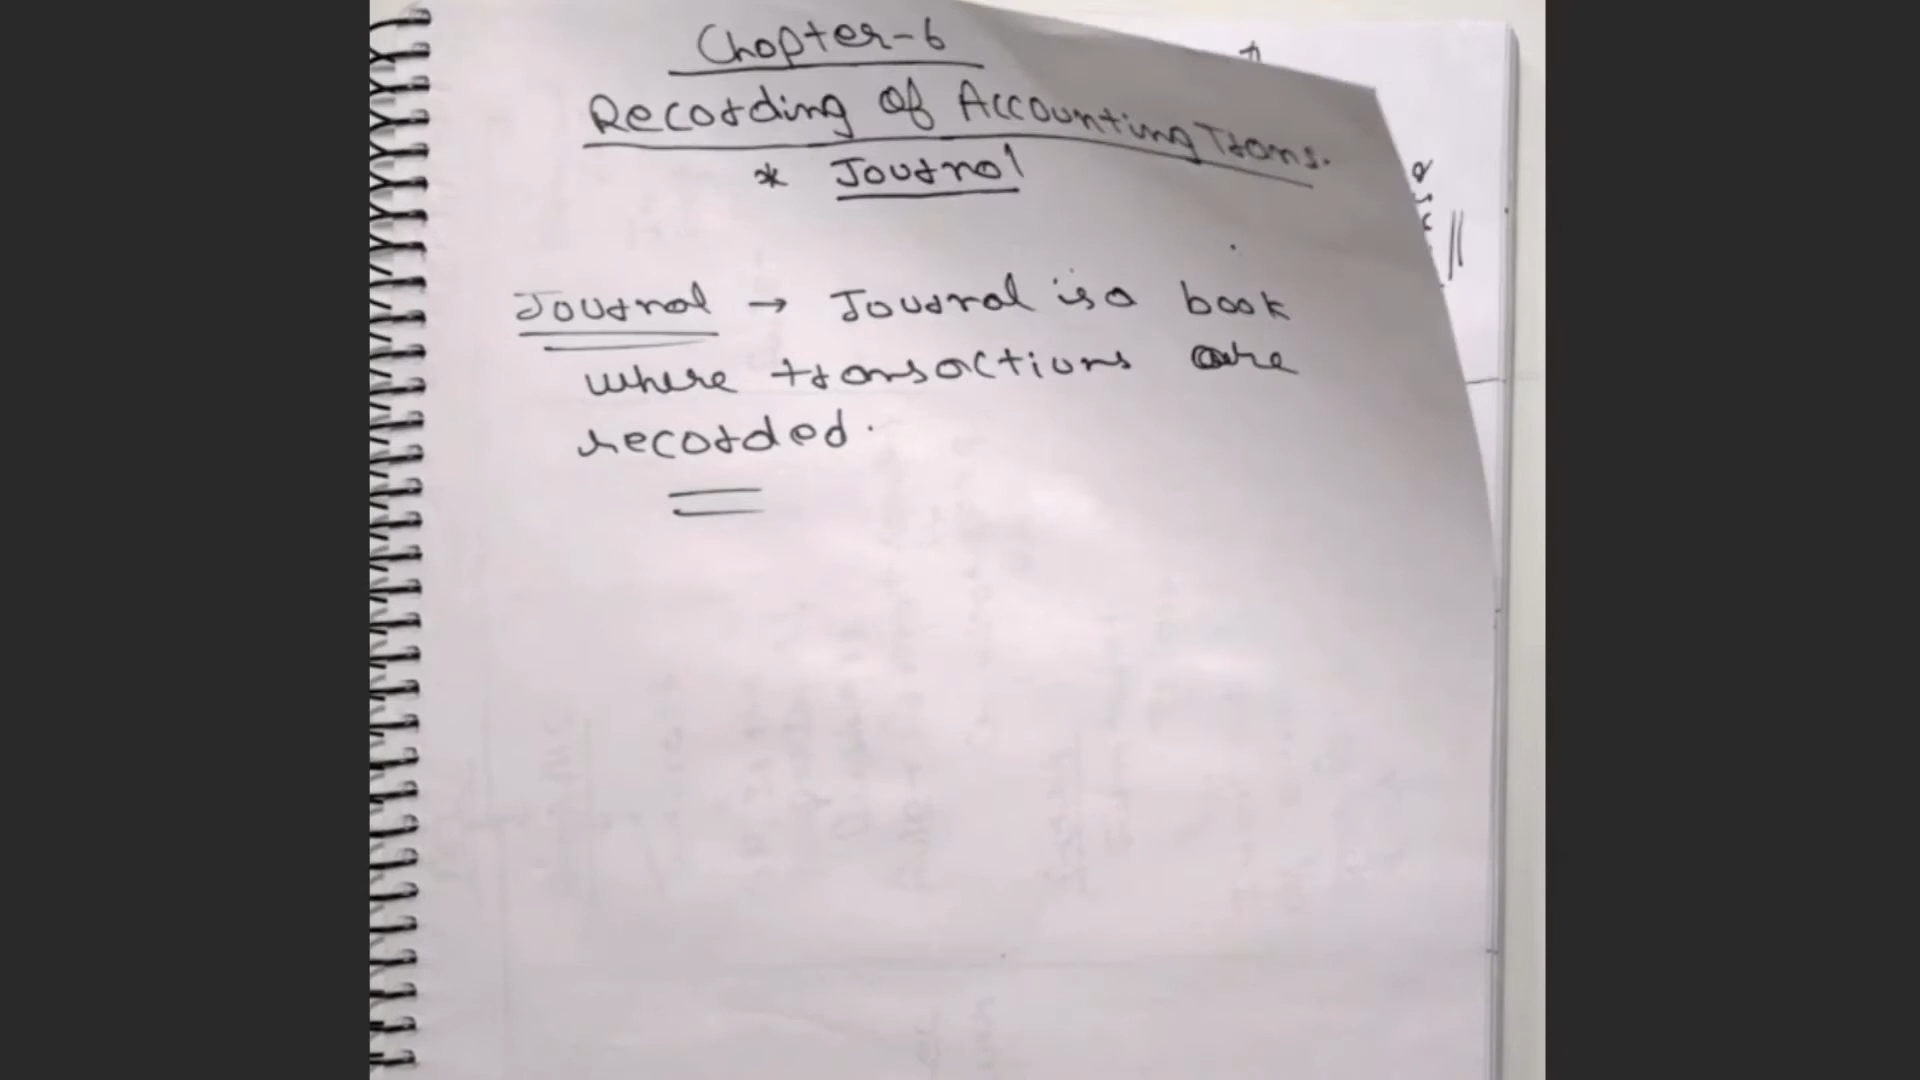 Chapter-6
Recording of Accounting Trans.
* Journal
Journal → Journal is a book
where transactions are
recorded.